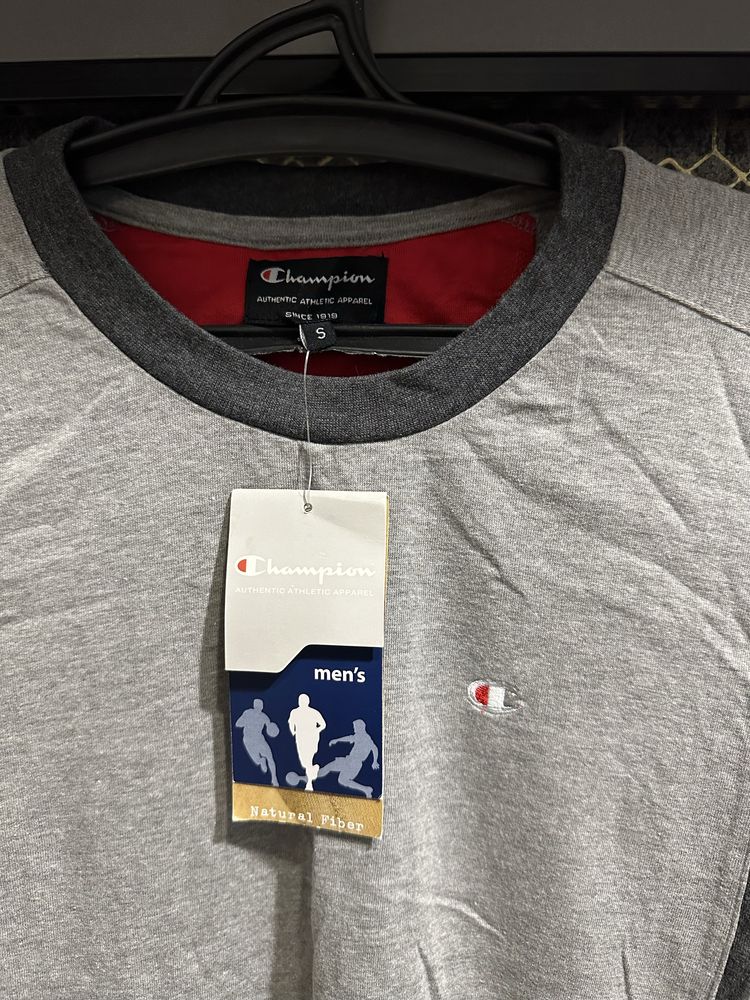 Champion
AUTHENTIC ATHLETIC APPAREL
SINCE 1919
S
Champion
AUTHENTIC ATHLETIC APPAREL
men's
Natural Fiber